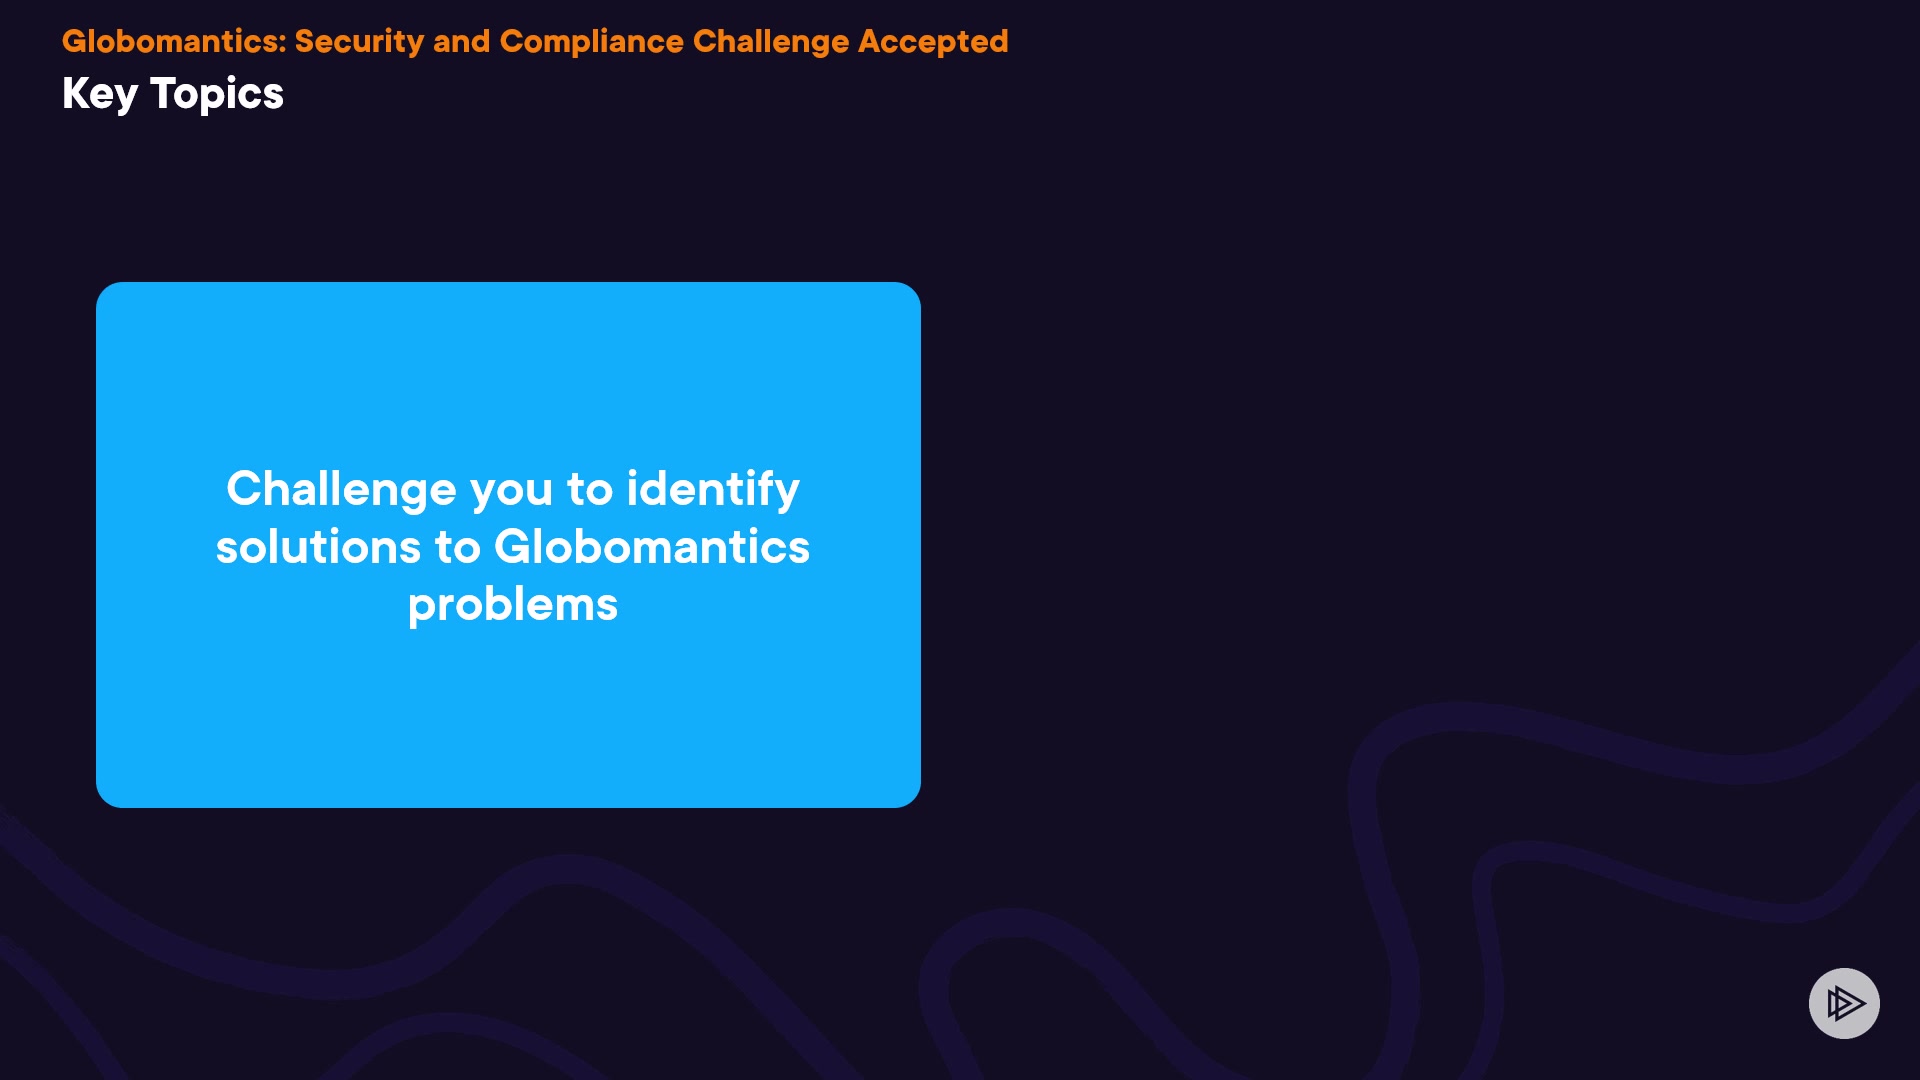 Globomantics: Security and Compliance Challenge Accepted
Key Topics
Challenge you to identify
solutions to Globomantics
problems